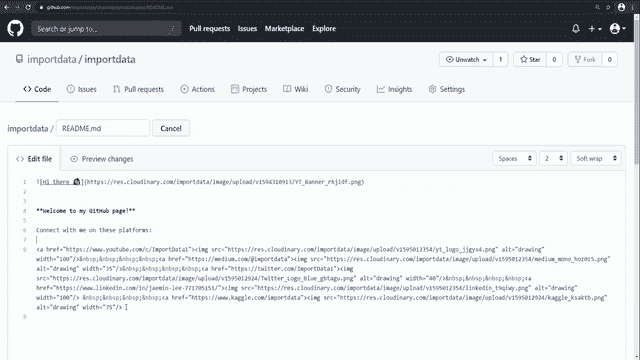 Search or jump to...
/
Pull requests Issues Marketplace Explore
importdata / importdata
Unwatch 1 Star 0 Fork 0
Code Issues Pull requests Actions Projects Wiki Security Insights Settings
importdata / README.md Cancel
Edit file Preview changes Spaces 2 Soft wrap
1 ![Hi there](https://res.cloudinary.com/importdata/image/upload/v1594310913/YT_Banner_rkjidf.png)
2
3
4 **Welcome to my GitHub page!**
5
6 Connect with me on these platforms:
7
8 <a href="https://www.youtube.com/c/ImportData1"><img src="https://res.cloudinary.com/importdata/image/upload/v1595012354/yt_logo_jjgys4.png" alt="drawing"
width="100"/>&nbsp;&nbsp;&nbsp;&nbsp;<a href="https://medium.com/@importdata"><img src="https://res.cloudinary.com/importdata/image/upload/v1595012354/medium_mono_hoz0z5.png"
alt="drawing" width="35"/>&nbsp;&nbsp;&nbsp;&nbsp;<a href="https://twitter.com/ImportData1"><img
src="https://res.cloudinary.com/importdata/image/upload/v1595012924/Twitter_Logo_Blue_gbtagu.png" alt="drawing" width="40"/>&nbsp;&nbsp;&nbsp;&nbsp;<a
href="https://www.linkedin.com/in/jaemin-lee-771705151/"><img src="https://res.cloudinary.com/importdata/image/upload/v1595012354/linkedin_t9qiwy.png" alt="drawing"
width="100"/> &nbsp;&nbsp;&nbsp;&nbsp;<a href="https://www.kaggle.com/importdata"><img src="https://res.cloudinary.com/importdata/image/upload/v1595012924/kaggle_ksaktb.png"
alt="drawing" width="75"/>
9